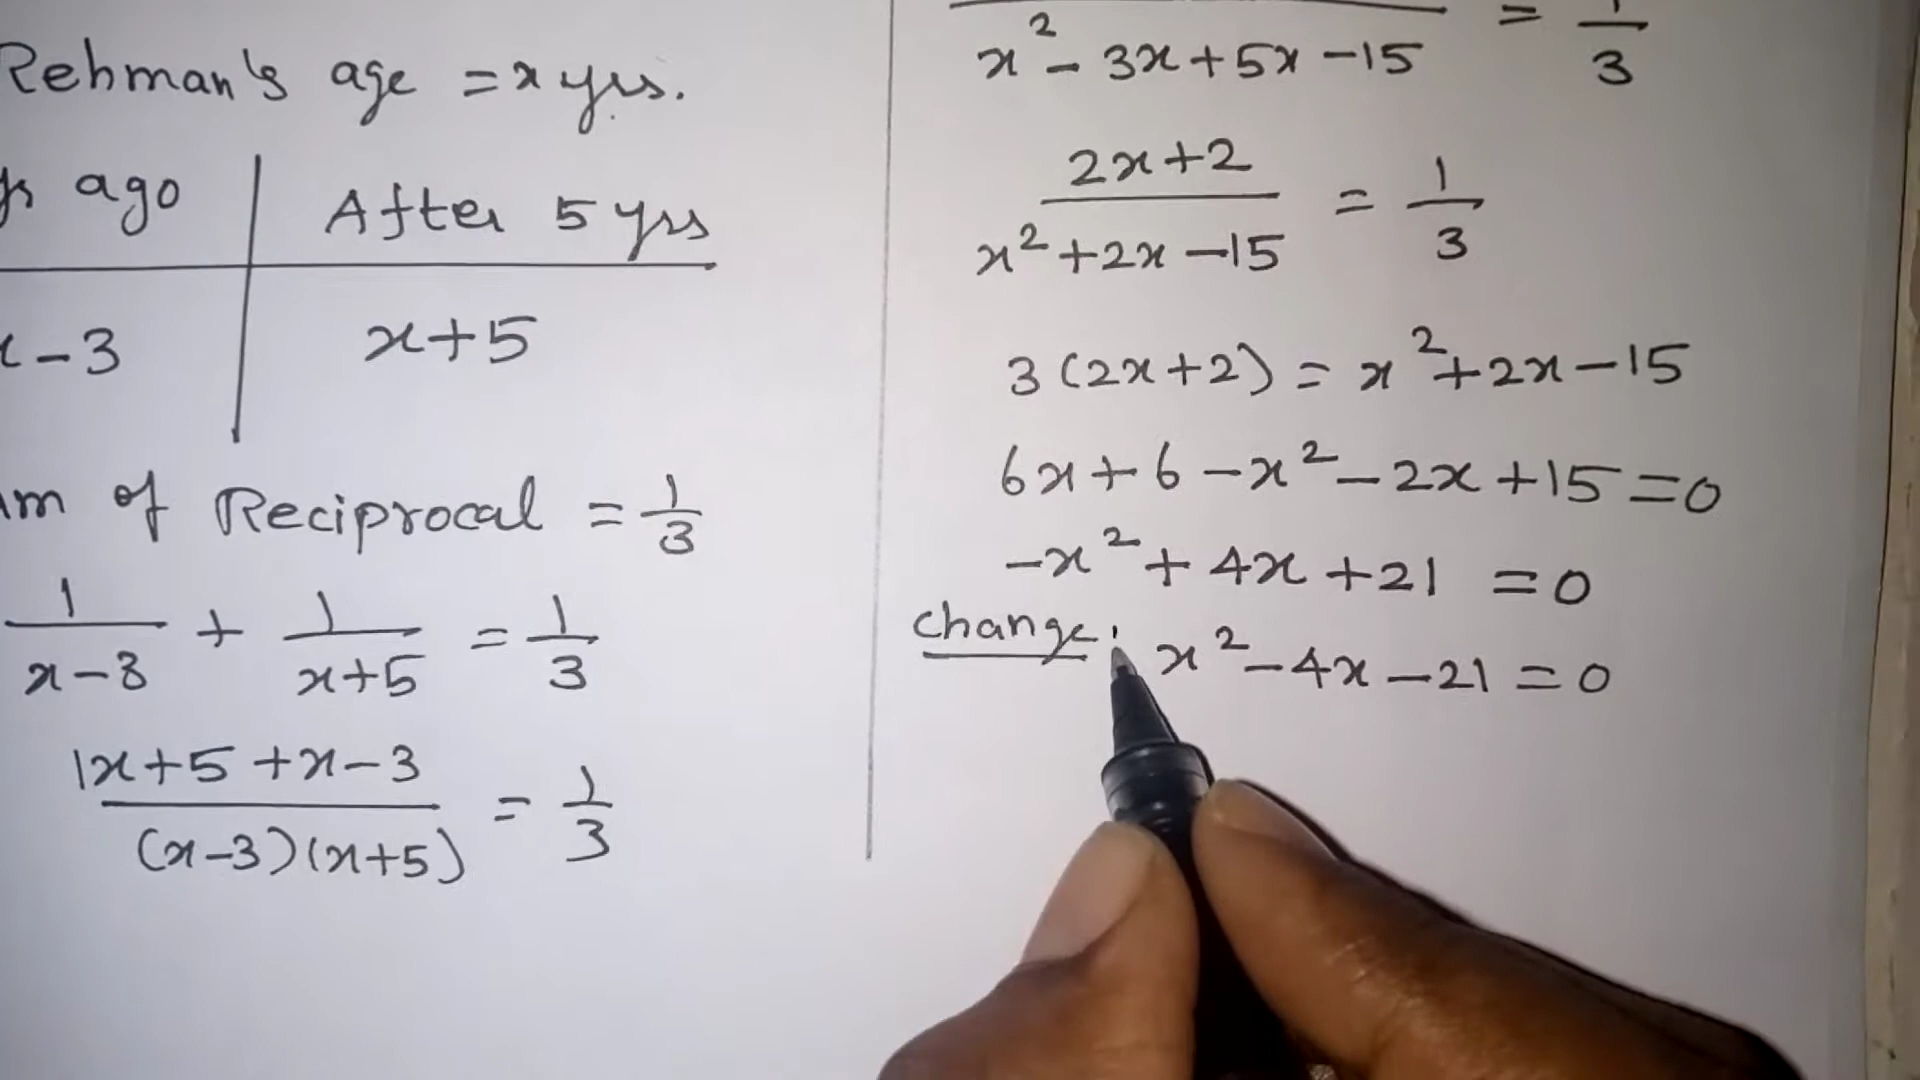 Rehman's age = x yrs.
ago | After 5 yrs
x-3 | x+5
of Reciprocal = 1/3
1/(x-3) + 1/(x+5) = 1/3
(x+5+x-3)/((x-3)(x+5)) = 1/3
/(x²-3x+5x-15) = 1/3
(2x+2)/(x²+2x-15) = 1/3
3(2x+2) = x²+2x-15
6x+6-x²-2x+15=0
-x²+4x+21 =0
Change: x²-4x-21=0